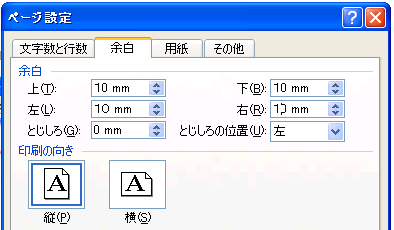 ページ設定
文字数と行数 余白 用紙 その他
余白
上(T): 10 mm 下(B): 10 mm
左(L): 10 mm 右(R): 10 mm
とじしろ(G): 0 mm とじしろの位置(U): 左
印刷の向き
A A
縦(P) 横(S)